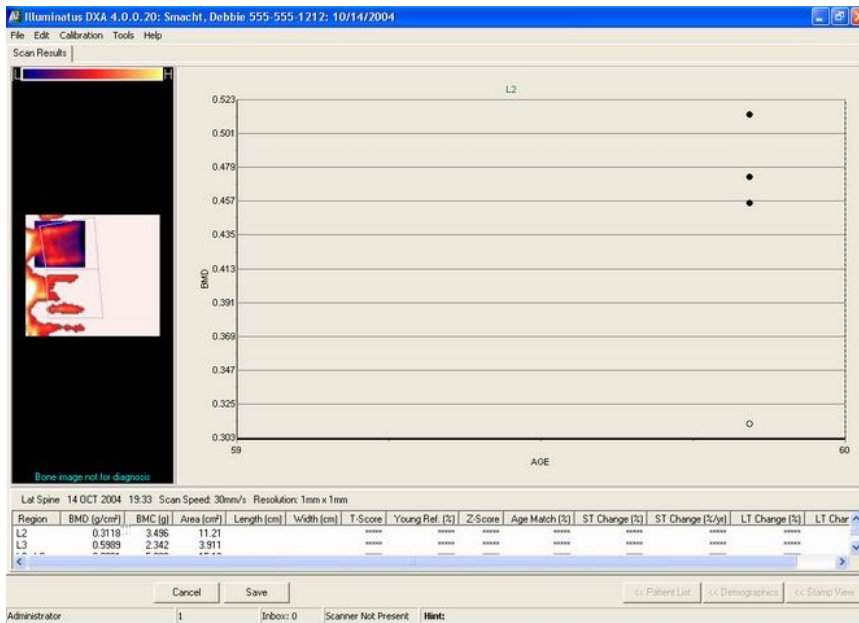 Illuminatus DXA 4.0.0.20: Smacht, Debbie 555-555-1212: 10/14/2004
File Edit Calibration Tools Help
Scan Results
L H
L2
0.523
0.501
0.479
0.457
0.435
0.413
0.391
0.369
0.347
0.325
0.303
BMD
59 60
AGE
Bone image not for diagnosis
Lat Spine 14 OCT 2004 19:33 Scan Speed: 30mm/s Resolution: 1mm x 1mm
Region BMD (g/cm²) BMC (g) Area (cm²) Length (cm) Width (cm) T-Score Young Ref. (%) Z-Score Age Match (%) ST Change (%) ST Change (%/yr) LT Change (%) LT Char
L2 0.3118 3.496 11.21 ***** ***** ***** ***** ***** ***** *****
L3 0.5989 2.342 3.911 ***** ***** ***** ***** ***** ***** *****
Cancel Save << Patient List << Demographics << Stamp View
Administrator 1 Inbox: 0 Scanner Not Present Hint: